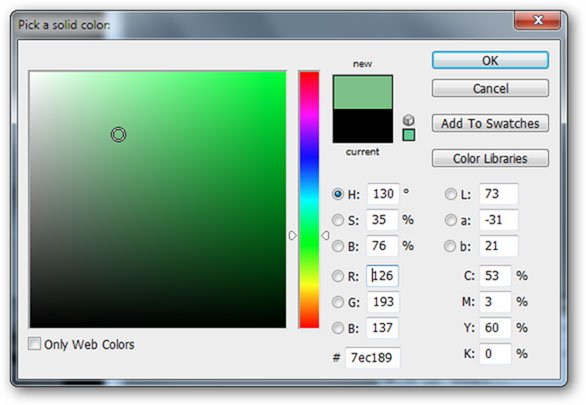 Pick a solid color:
new
current
OK
Cancel
Add To Swatches
Color Libraries
H: 130 °
S: 35 %
B: 76 %
R: 126
G: 193
B: 137
# 7ec189
L: 73
a: -31
b: 21
C: 53 %
M: 3 %
Y: 60 %
K: 0 %
Only Web Colors